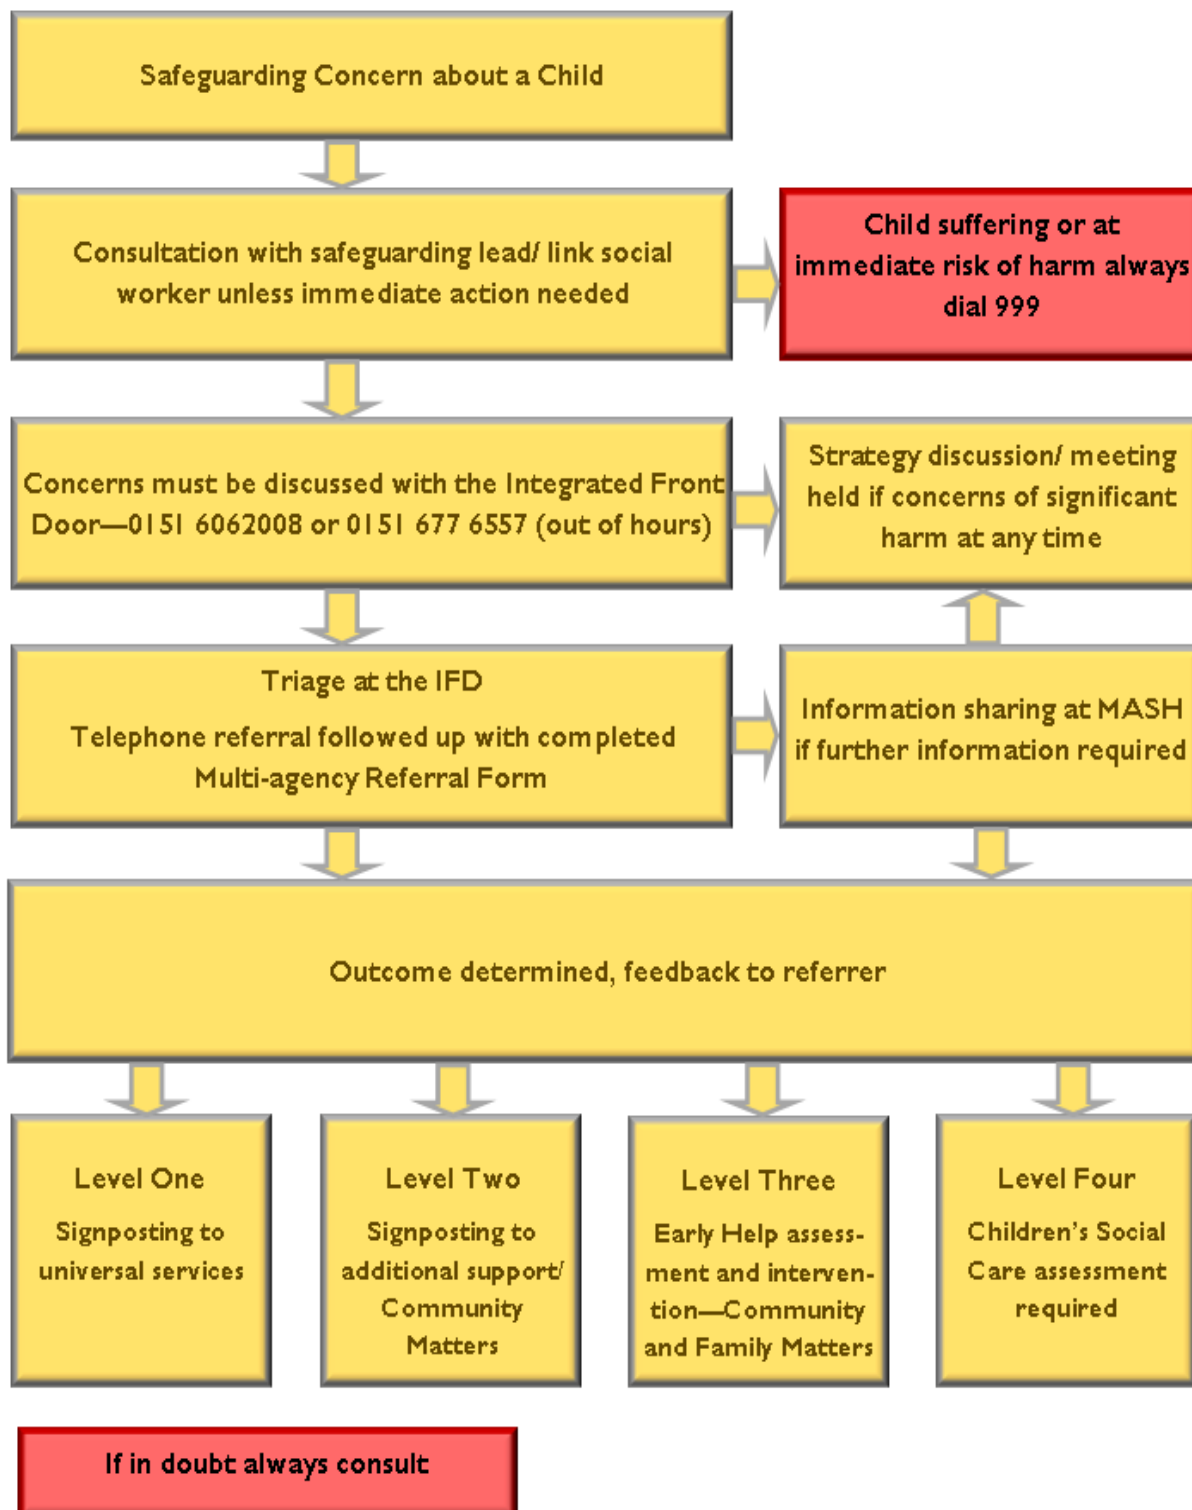 Safeguarding Concern about a Child
Consultation with safeguarding lead/ link social
worker unless immediate action needed
Child suffering or at
immediate risk of harm always
dial 999
Concerns must be discussed with the Integrated Front
Door—0151 6062008 or 0151 677 6557 (out of hours)
Strategy discussion/ meeting
held if concerns of significant
harm at any time
Triage at the IFD
Telephone referral followed up with completed
Multi-agency Referral Form
Information sharing at MASH
if further information required
Outcome determined, feedback to referrer
Level One
Signposting to
universal services
Level Two
Signposting to
additional support/
Community
Matters
Level Three
Early Help assess-
ment and interven-
tion—Community
and Family Matters
Level Four
Children's Social
Care assessment
required
If in doubt always consult